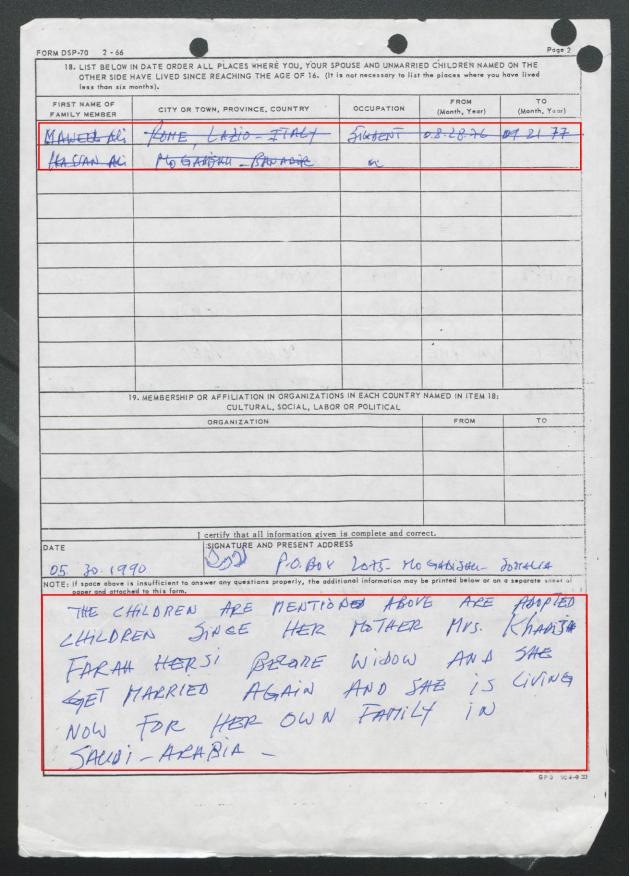 FORM DSP-70 2 - 66
Page 2
18. LIST BELOW IN DATE ORDER ALL PLACES WHERE YOU, YOUR SPOUSE AND UNMARRIED CHILDREN NAMED ON THE
OTHER SIDE HAVE LIVED SINCE REACHING THE AGE OF 16. (It is not necessary to list the places where you have lived
less than six months).
FIRST NAME OF FAMILY MEMBER CITY OR TOWN, PROVINCE, COUNTRY OCCUPATION FROM (Month, Year) TO (Month, Year)
Ali ROME, LAZIO - ITALY STUDENT 08-28-76 09 21 77
HASSAN Ali MOGADISHU - BANADIR
19. MEMBERSHIP OR AFFILIATION IN ORGANIZATIONS IN EACH COUNTRY NAMED IN ITEM 18:
CULTURAL, SOCIAL, LABOR OR POLITICAL
ORGANIZATION FROM TO
I certify that all information given is complete and correct.
DATE SIGNATURE AND PRESENT ADDRESS
05 30.1990 P.O.BOX MOGADISHU - SOMALIA
NOTE: If space above is insufficient to answer any questions properly, the additional information may be printed below or on a separate sheet of
paper and attached to this form.
THE CHILDREN ARE MENTIONED ABOVE ARE ADOPTED
CHILDREN SINCE HER MOTHER Mrs. KHADIJA
FARAH HERSI BEFORE WIDOW AND SHE
GET MARRIED AGAIN AND SHE IS LIVING
NOW FOR HER OWN FAMILY IN
SAUDI - ARABIA -